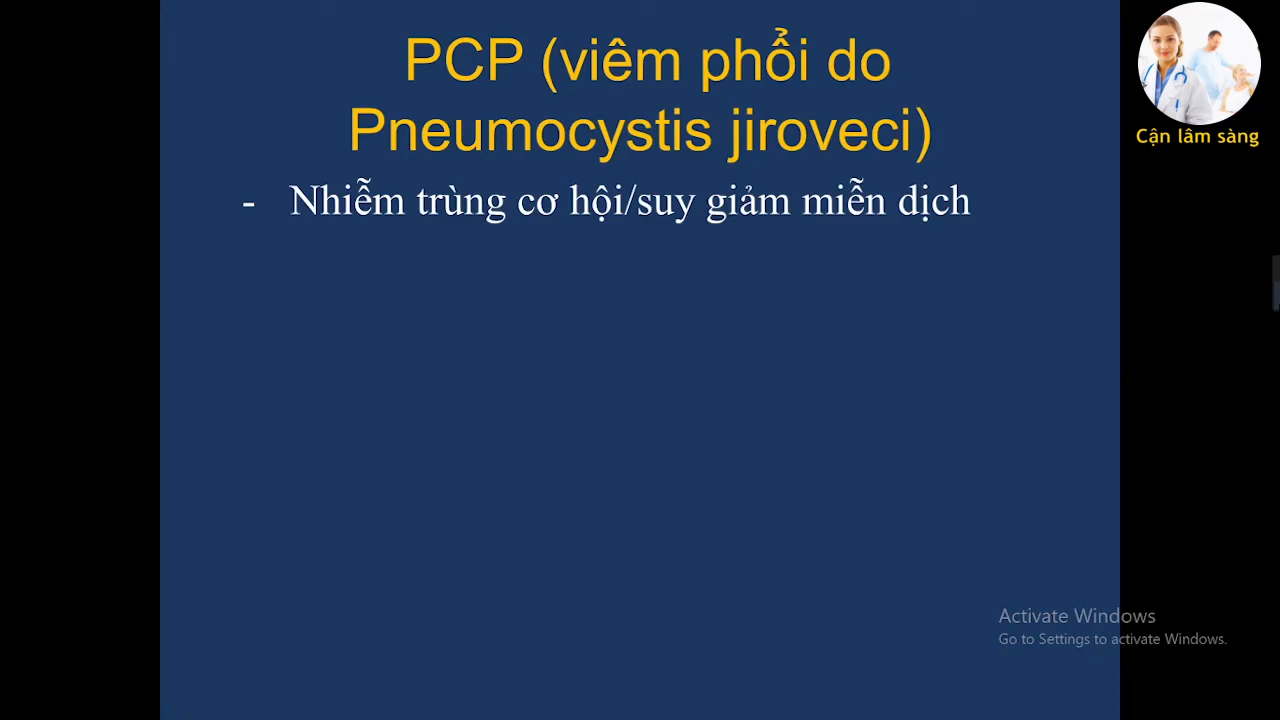 PCP (viêm phổi do
Pneumocystis jiroveci)
- Nhiễm trùng cơ hội/suy giảm miễn dịch
Cận lâm sàng
Activate Windows
Go to Settings to activate Windows.